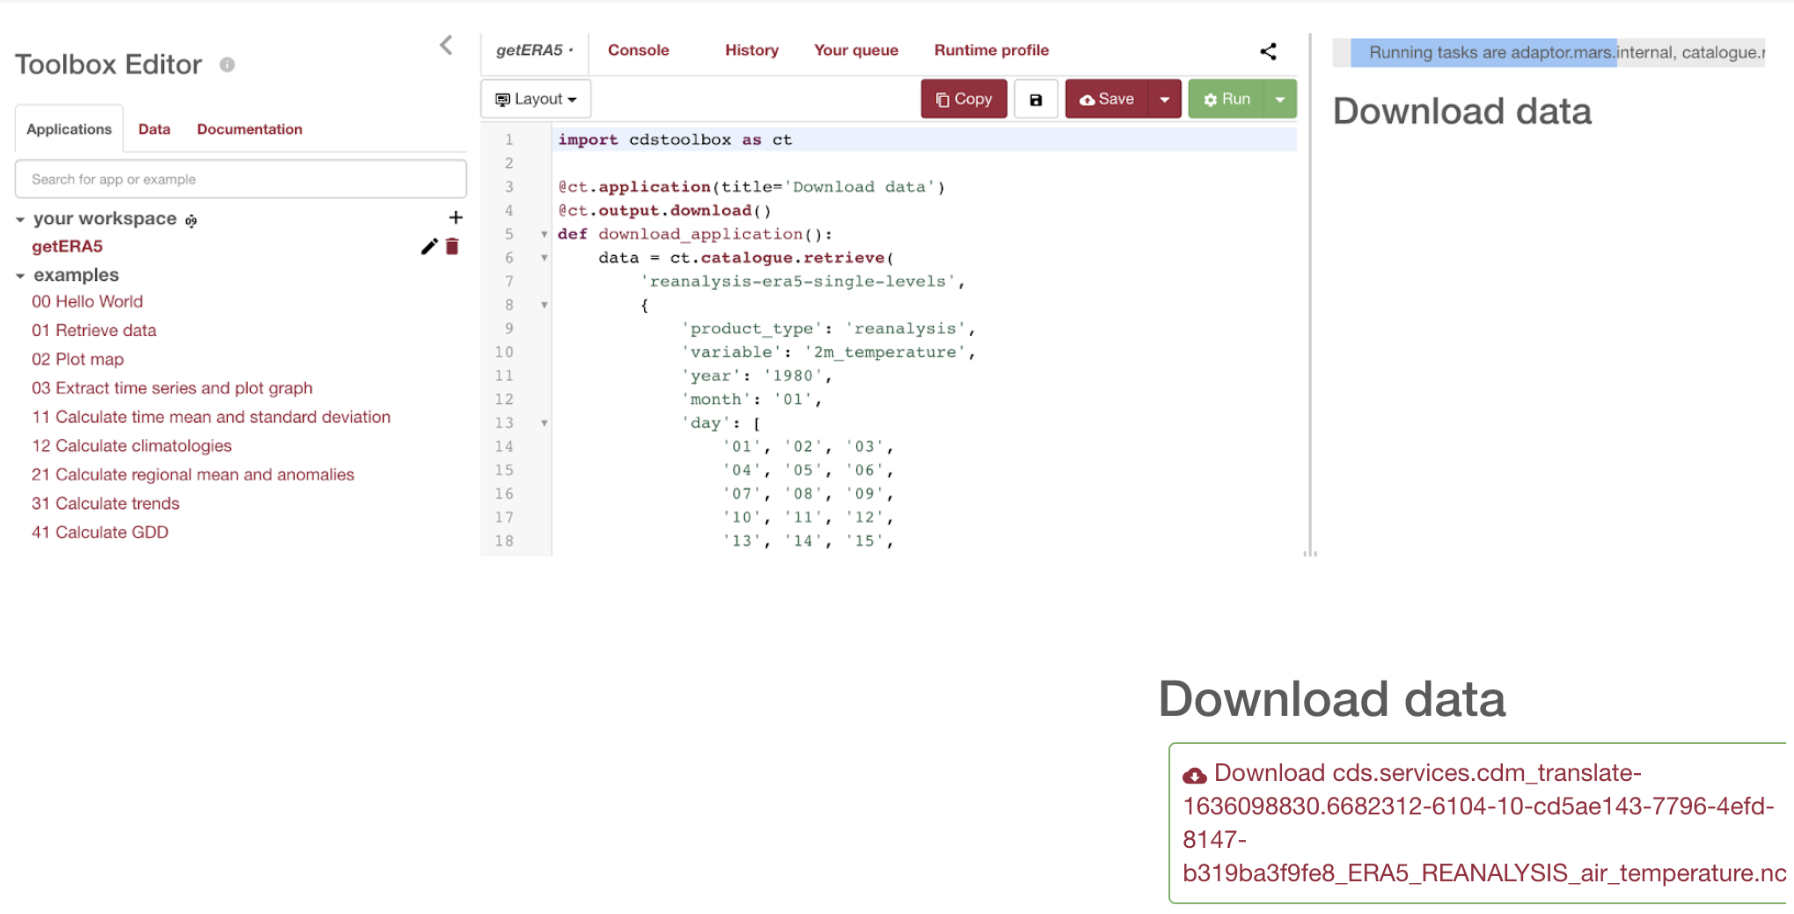 Toolbox Editor
Applications Data Documentation
Search for app or example
your workspace
getERA5
examples
00 Hello World
01 Retrieve data
02 Plot map
03 Extract time series and plot graph
11 Calculate time mean and standard deviation
12 Calculate climatologies
21 Calculate regional mean and anomalies
31 Calculate trends
41 Calculate GDD
getERA5 · Console History Your queue Runtime profile
Layout Copy Save Run
1 import cdstoolbox as ct
2
3 @ct.application(title='Download data')
4 @ct.output.download()
5 def download_application():
6 data = ct.catalogue.retrieve(
7 'reanalysis-era5-single-levels',
8 {
9 'product_type': 'reanalysis',
10 'variable': '2m_temperature',
11 'year': '1980',
12 'month': '01',
13 'day': [
14 '01', '02', '03',
15 '04', '05', '06',
16 '07', '08', '09',
17 '10', '11', '12',
18 '13', '14', '15',
Running tasks are adaptor.mars.internal, catalogue.
Download data
Download data
Download cds.services.cdm_translate-
1636098830.6682312-6104-10-cd5ae143-7796-4efd-
8147-
b319ba3f9fe8_ERA5_REANALYSIS_air_temperature.nc